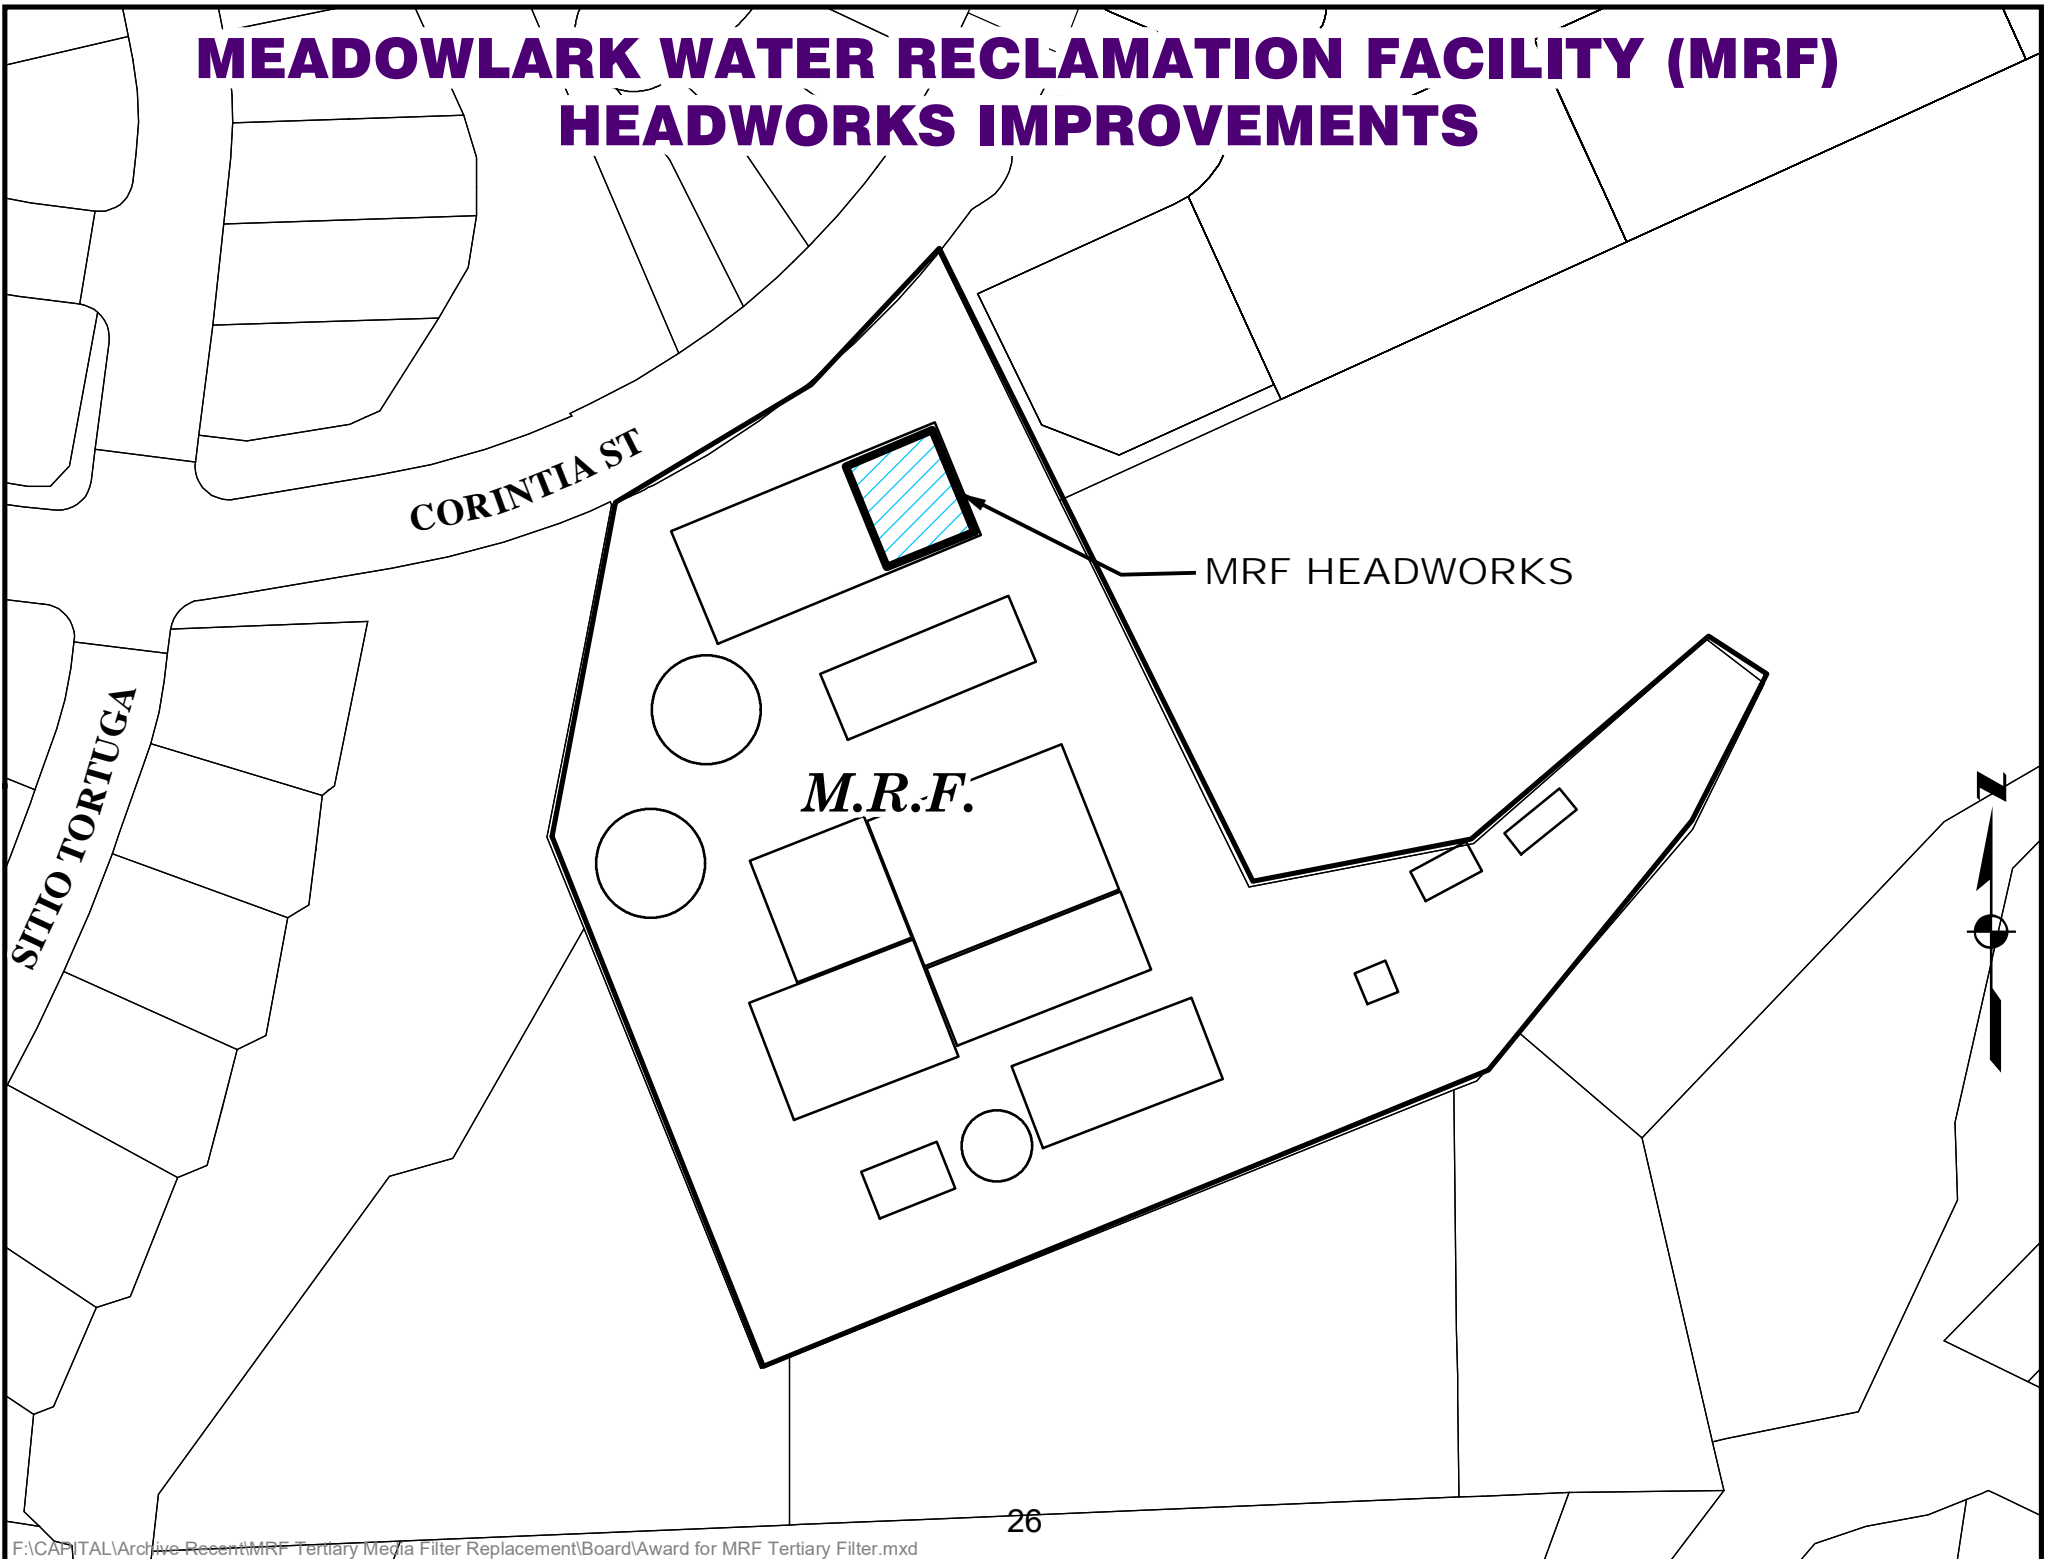 MEADOWLARK WATER RECLAMATION FACILITY (MRF)
HEADWORKS IMPROVEMENTS
CORINTIA ST
MRF HEADWORKS
SITIO TORTUGA
M.R.F.
Z
26
F:\CAPITAL\Archive Recent\MRF Tertiary Media Filter Replacement\Board\Award for MRF Tertiary Filter.mxd